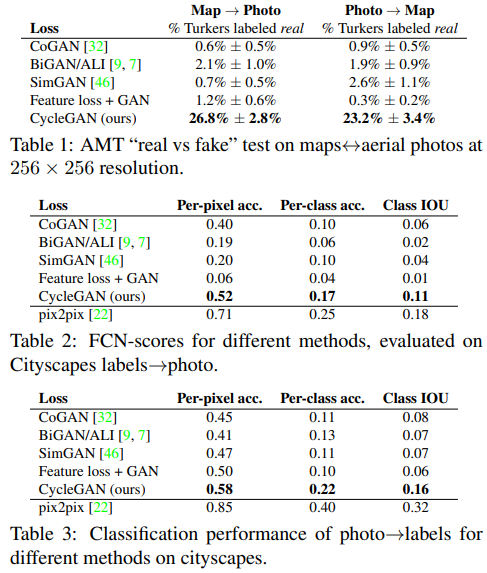 Map → Photo Photo → Map
Loss % Turkers labeled real % Turkers labeled real
CoGAN [32] 0.6% ± 0.5% 0.9% ± 0.5%
BiGAN/ALI [9, 7] 2.1% ± 1.0% 1.9% ± 0.9%
SimGAN [46] 0.7% ± 0.5% 2.6% ± 1.1%
Feature loss + GAN 1.2% ± 0.6% 0.3% ± 0.2%
CycleGAN (ours) 26.8% ± 2.8% 23.2% ± 3.4%
Table 1: AMT “real vs fake” test on maps↔aerial photos at
256 × 256 resolution.
Loss Per-pixel acc. Per-class acc. Class IOU
CoGAN [32] 0.40 0.10 0.06
BiGAN/ALI [9, 7] 0.19 0.06 0.02
SimGAN [46] 0.20 0.10 0.04
Feature loss + GAN 0.06 0.04 0.01
CycleGAN (ours) 0.52 0.17 0.11
pix2pix [22] 0.71 0.25 0.18
Table 2: FCN-scores for different methods, evaluated on
Cityscapes labels→photo.
Loss Per-pixel acc. Per-class acc. Class IOU
CoGAN [32] 0.45 0.11 0.08
BiGAN/ALI [9, 7] 0.41 0.13 0.07
SimGAN [46] 0.47 0.11 0.07
Feature loss + GAN 0.50 0.10 0.06
CycleGAN (ours) 0.58 0.22 0.16
pix2pix [22] 0.85 0.40 0.32
Table 3: Classification performance of photo→labels for
different methods on cityscapes.